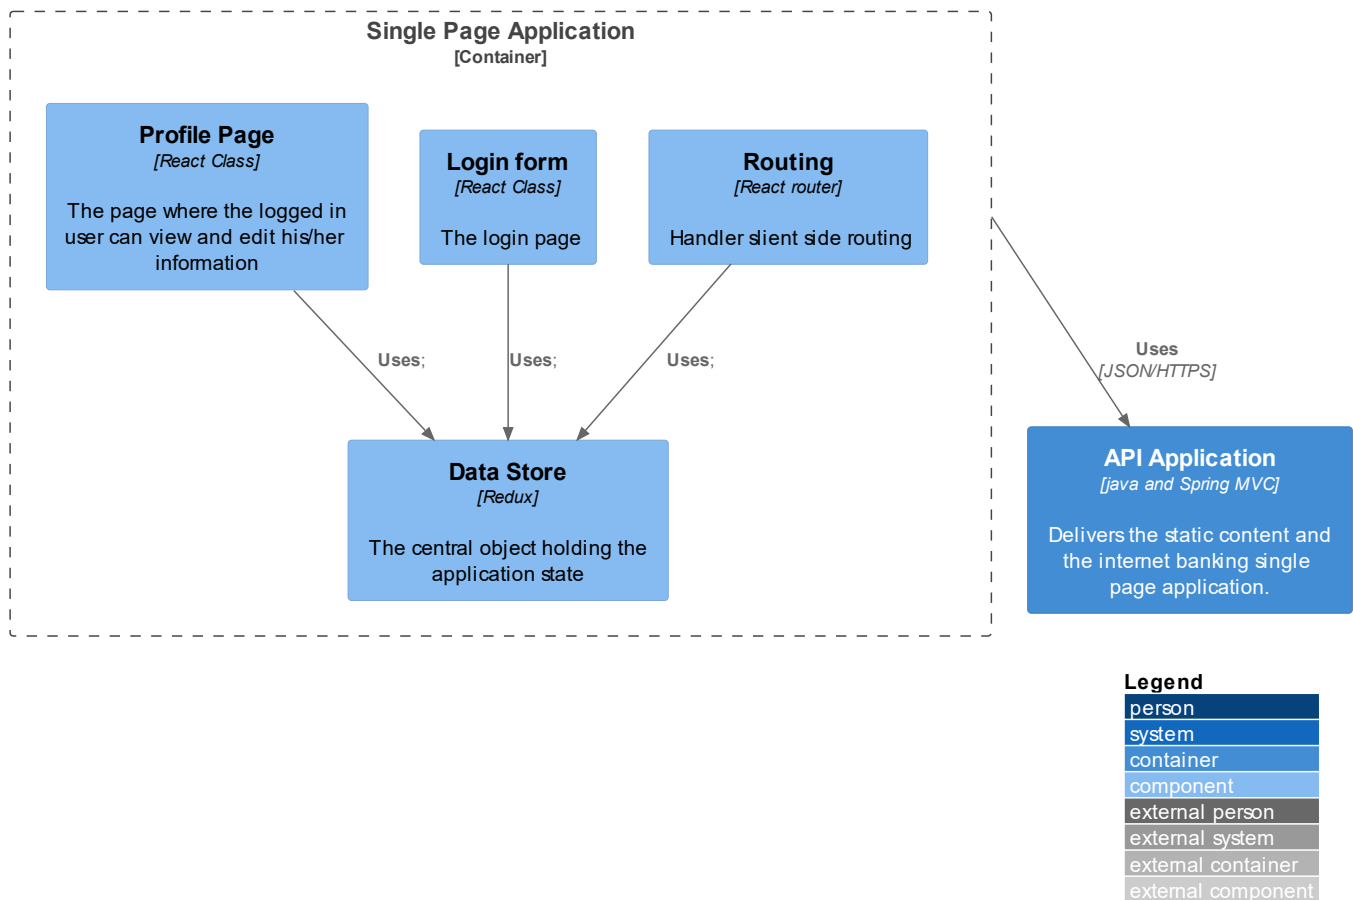 Single Page Application
[Container]
Profile Page
[React Class]
The page where the logged in
user can view and edit his/her
information
Login form
[React Class]
The login page
Routing
[React router]
Handler slient side routing
Uses;
Uses;
Uses;
Uses
[JSON/HTTPS]
Data Store
[Redux]
The central object holding the
application state
API Application
[java and Spring MVC]
Delivers the static content and
the internet banking single
page application.
Legend
person
system
container
component
external person
external system
external container
external component